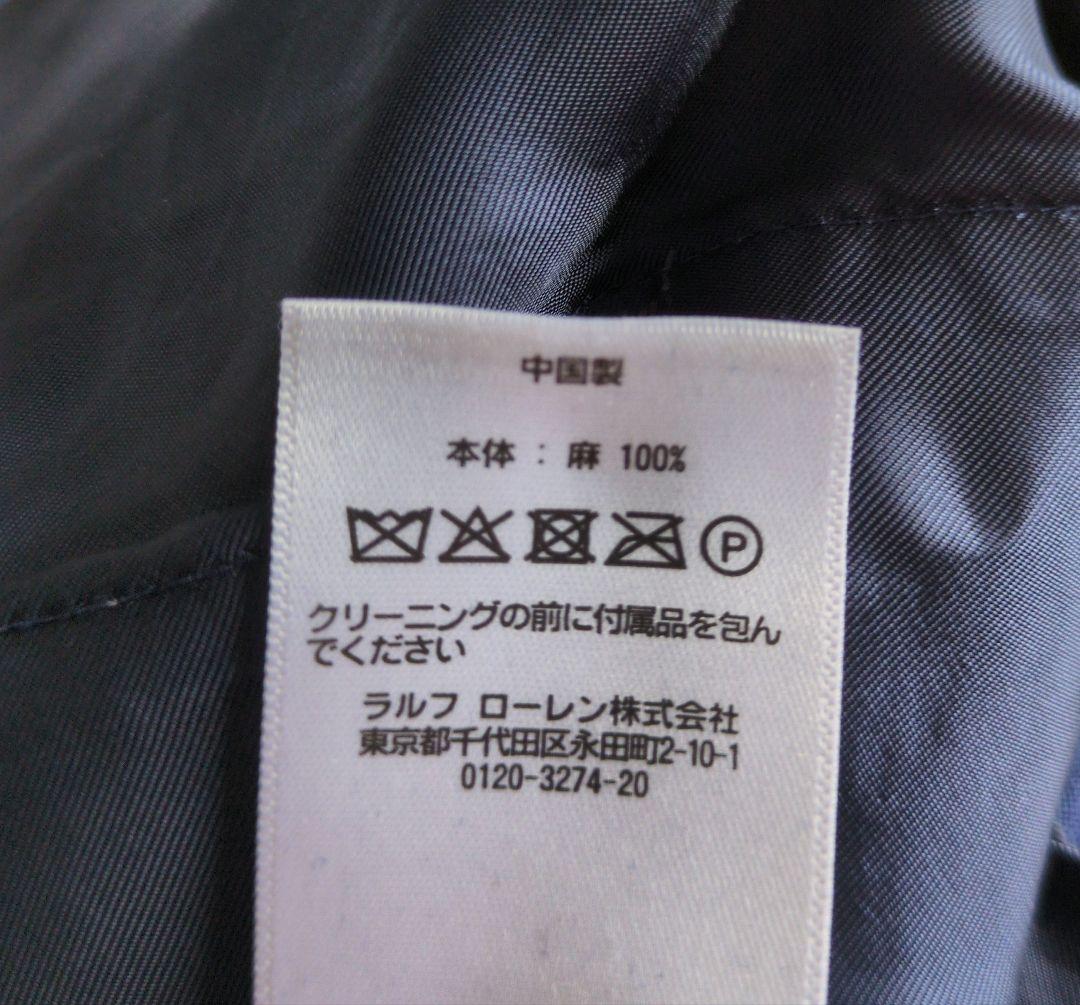 中国製
本体 : 麻 100%
P
クリーニングの前に付属品を包ん
でください
ラルフ ローレン株式会社
東京都千代田区永田町2-10-1
0120-3274-20